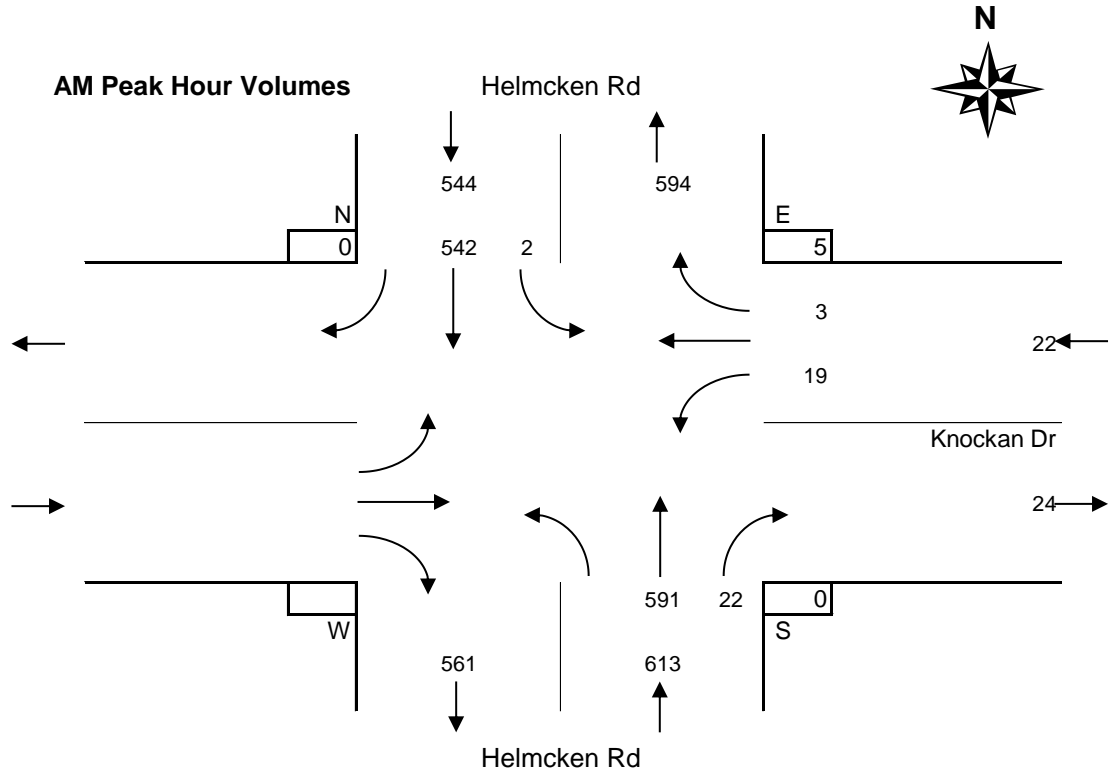 N
AM Peak Hour Volumes Helmcken Rd
544 594
N E
0 542 2 5
3
22
19
Knockan Dr
24
591 22 0
W S
561 613
Helmcken Rd